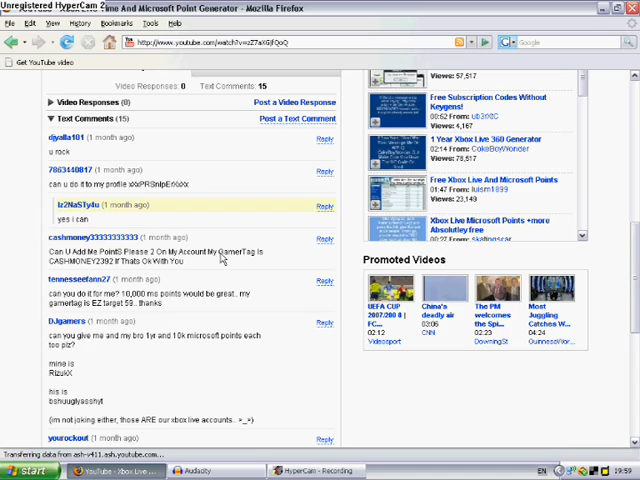 Unregistered HyperCam 2
ime And Microsoft Point Generator - Mozilla Firefox
File Edit View History Bookmarks Tools Help
http://www.youtube.com/watch?v=zZ7aXGjfQoQ
Google
Get YouTube video
Video Responses: 0 Text Comments: 15
Video Responses (0) Post a Video Response
Text Comments (15) Post a Text Comment
djyalla101 (1 month ago) Reply
u rock
7863440817 (1 month ago) Reply
can u do it to my profile
Iz2NaSTy4u (1 month ago) Reply
yes i can
cashmoney3333333333 (1 month ago) Reply
Can U Add Me PointS Please 2 On My Account My GamerTag Is
CASHMONEY2392 If Thats Ok With You
tennesseefann27 (1 month ago) Reply
can you do it for me? 10,000 ms points would be great.. my
gamertag is EZ target 59.. thanks
DJgamers (1 month ago) Reply
can you give me and my bro 1yr and 10k microsoft points each
too plz?
mine is
RizukX
his is
bshuuglyasshyt
(im not joking either, those ARE our xbox live accounts.. >_>)
yourockout (1 month ago) Reply
Views: 57,517
Free Subscription Codes Without
Keygens!
00:62 From
Views: 4,167
1 Year Xbox Live 360 Generator
02:14 From: CokeBoyWonder
Views: 78,517
Free Xbox Live And Microsoft Points
01:47 From: luism1899
Views: 23,149
Xbox Live Microsoft Points +more
Absolutley free
From: skatingscar
Promoted Videos
UEFA CUP
2007/200 8 |
FC...
02:12
Videosport
China's
deadly air
03:06
CNN
The PM
welcomes
the Spi...
02:23
DowningSt
Most
Juggling
Catches W...
04:24
GuinnessWor...
Transferring data from ash-v411.ash.youtube.com...
start
YouTube - Xbox Live ...
Audacity
HyperCam - Recording
EN
19:59